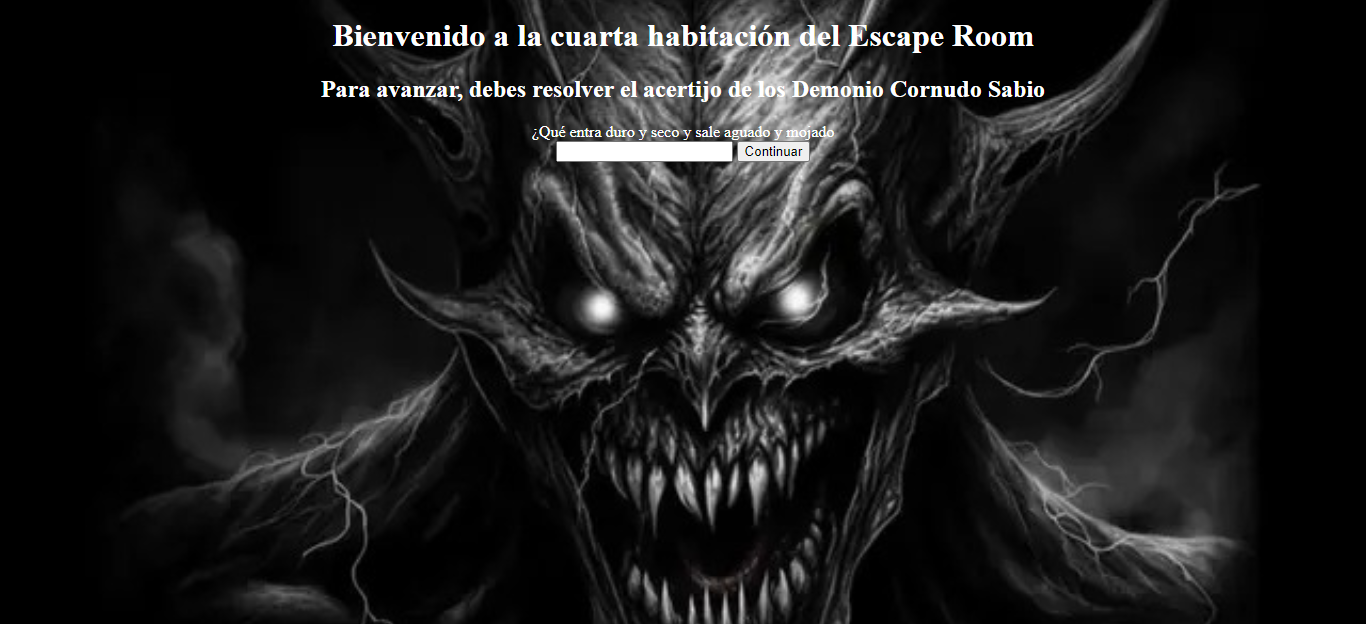 Bienvenido a la cuarta habitación del Escape Room
Para avanzar, debes resolver el acertijo de los Demonio Cornudo Sabio
¿Qué entra duro y seco y sale aguado y mojado
Continuar